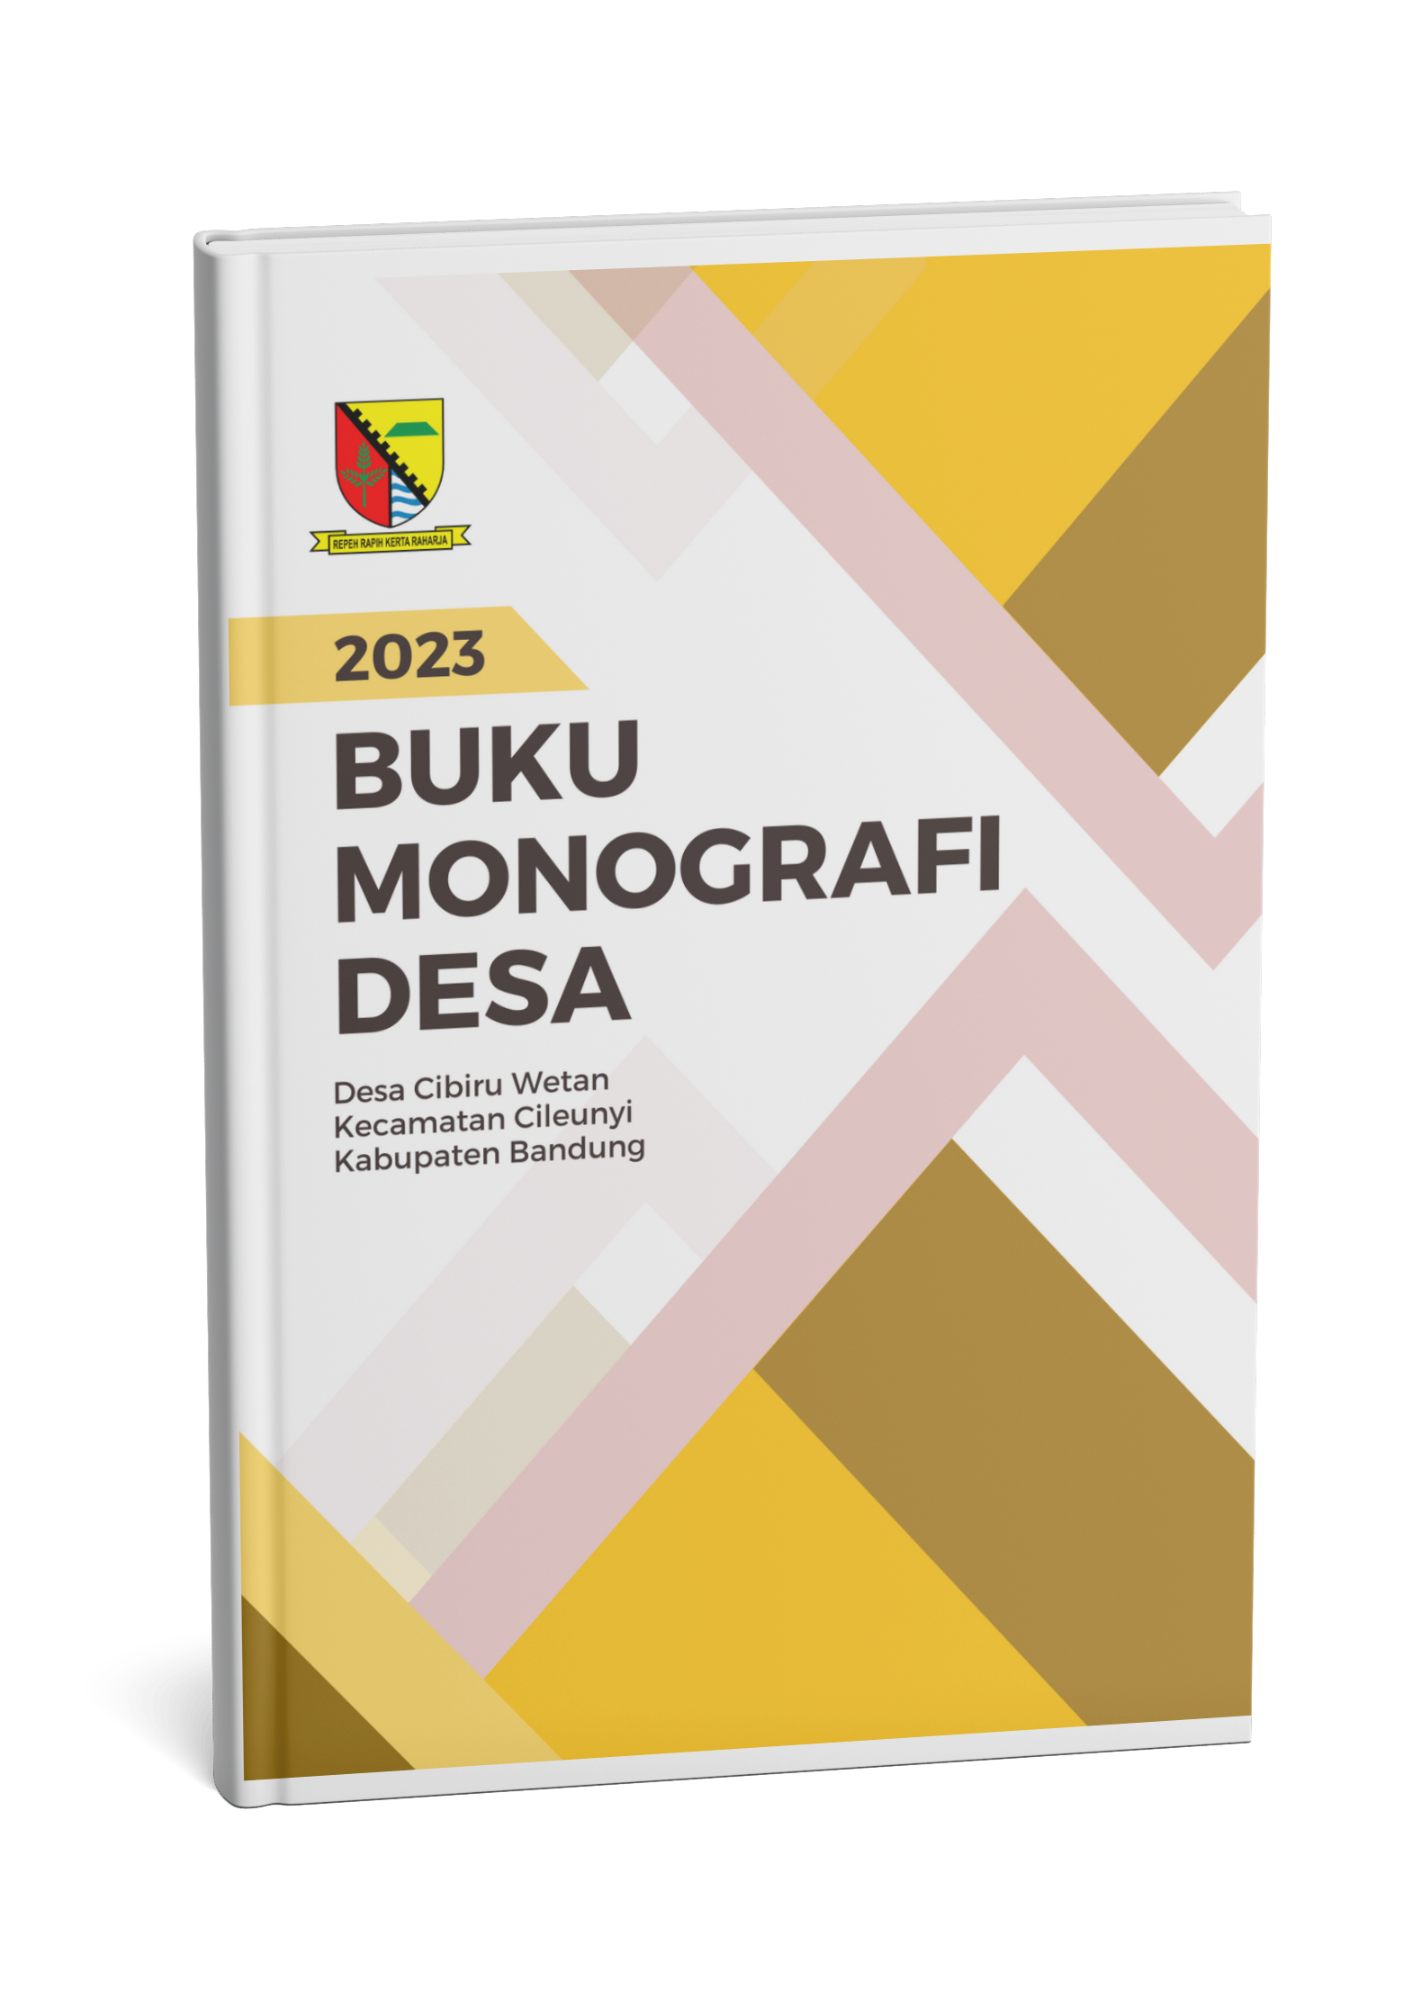 REPEH RAPIH KERTA RAHARJA
2023
BUKU
MONOGRAFI
DESA
Desa Cibiru Wetan
Kecamatan Cileunyi
Kabupaten Bandung